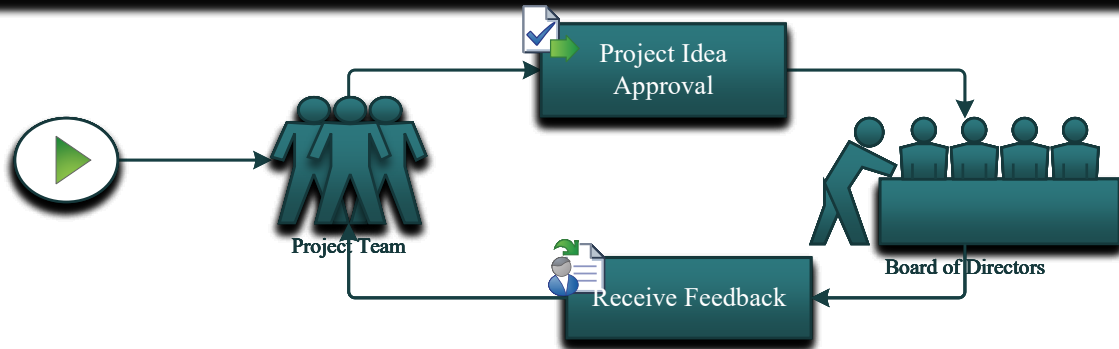 Project Idea
Approval
Project Team
Board of Directors
Receive Feedback